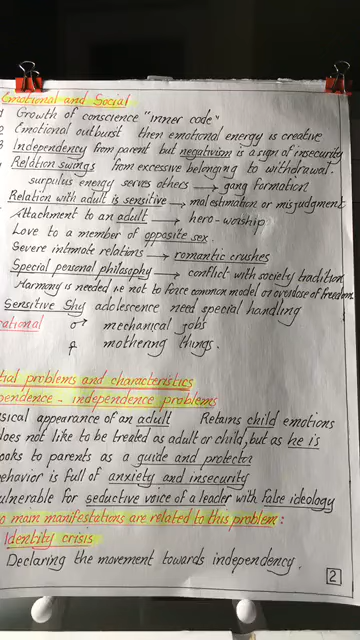 Emotional and Social
Growth of conscience "inner code"
Emotional outburst then emotional energy is creative
3 Independency from parent but negativism is a sign of insecurity
Relation swings from excessive belonging to withdrawal.
surpulus energy serves others → gang formation
Relation with adult is sensitive → mal estimation or misjudgment
Attachment to an adult → hero-worship
Love to a member of opposite sex.
Severe intimate relations → romantic crushes
Special personal philosophy → conflict with society tradition
Harmony is needed ie not to force common model or overdose of freedom
Sensitive Shy adolescence need special handling
ational ♂ mechanical jobs
♀ mothering things.
tial problems and characteristics
pendence - independence problems
sical appearance of an adult Retains child emotions
does not like to be treated as adult or child, but as he is
ooks to parents as a guide and protector
ehavior is full of anxiety and insecurity
ulnerable for seductive voice of a leader with false ideology
o main manifestations are related to this problem:
Identity crisis
Declaring the movement towards independency.
2